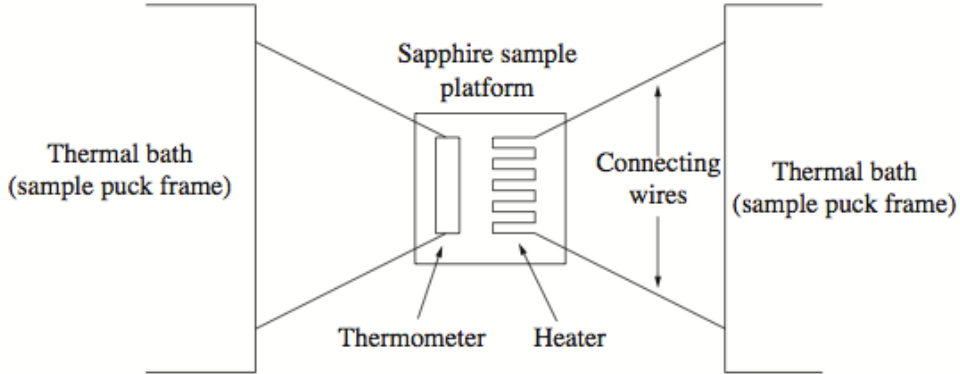 Sapphire sample
platform
Thermal bath
(sample puck frame)
Connecting
wires
Thermal bath
(sample puck frame)
Thermometer
Heater